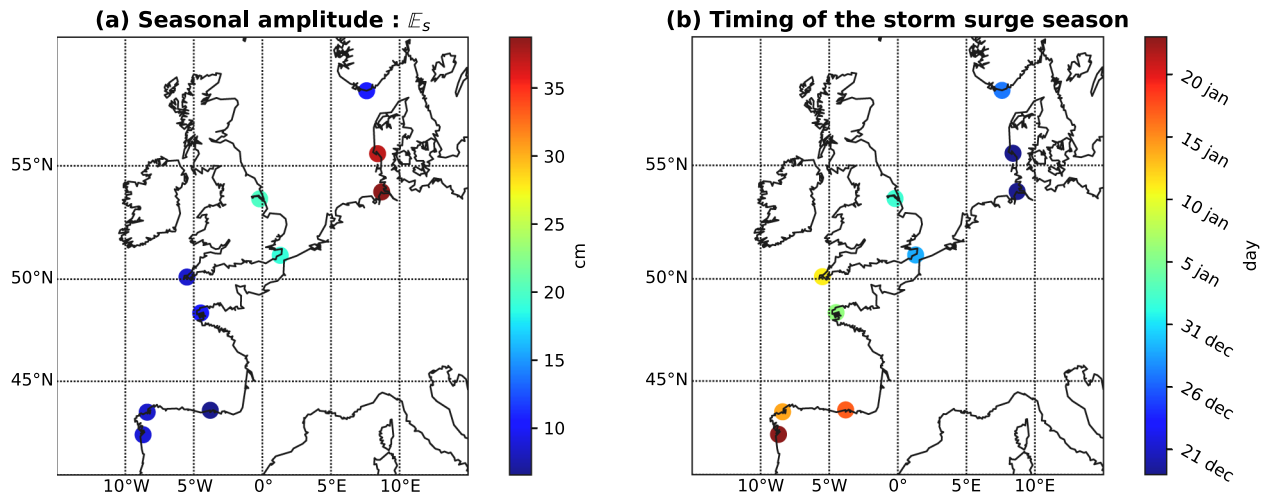 (a) Seasonal amplitude : 𝔼ₛ
55°N
50°N
45°N
10°W 5°W 0° 5°E 10°E
35
30
25
20
15
10
cm
(b) Timing of the storm surge season
55°N
50°N
45°N
10°W 5°W 0° 5°E 10°E
20 jan
15 jan
10 jan
5 jan
31 dec
26 dec
21 dec
day